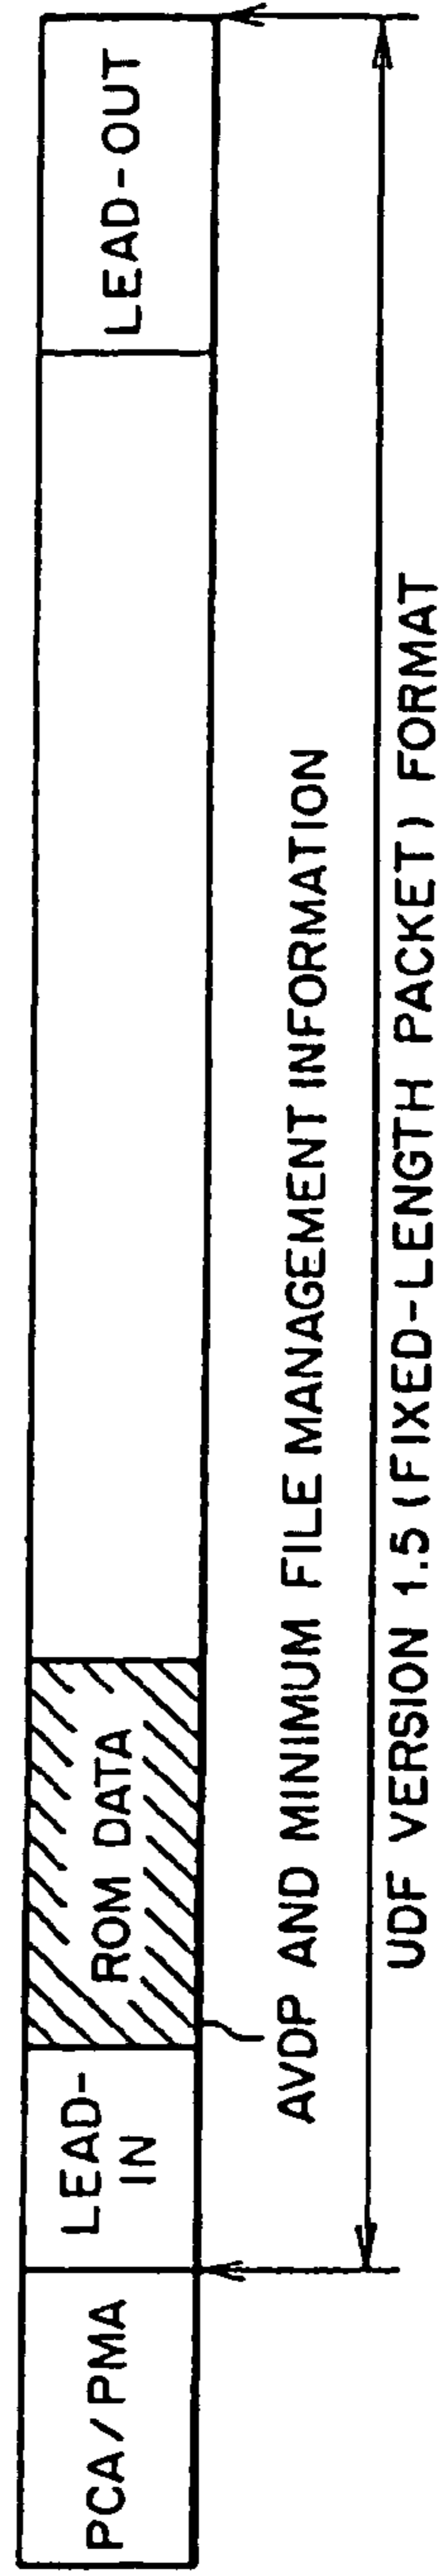 PCA/PMA
LEAD-
IN
ROM DATA
LEAD-OUT
AVDP AND MINIMUM FILE MANAGEMENT INFORMATION
UDF VERSION 1.5 (FIXED-LENGTH PACKET) FORMAT